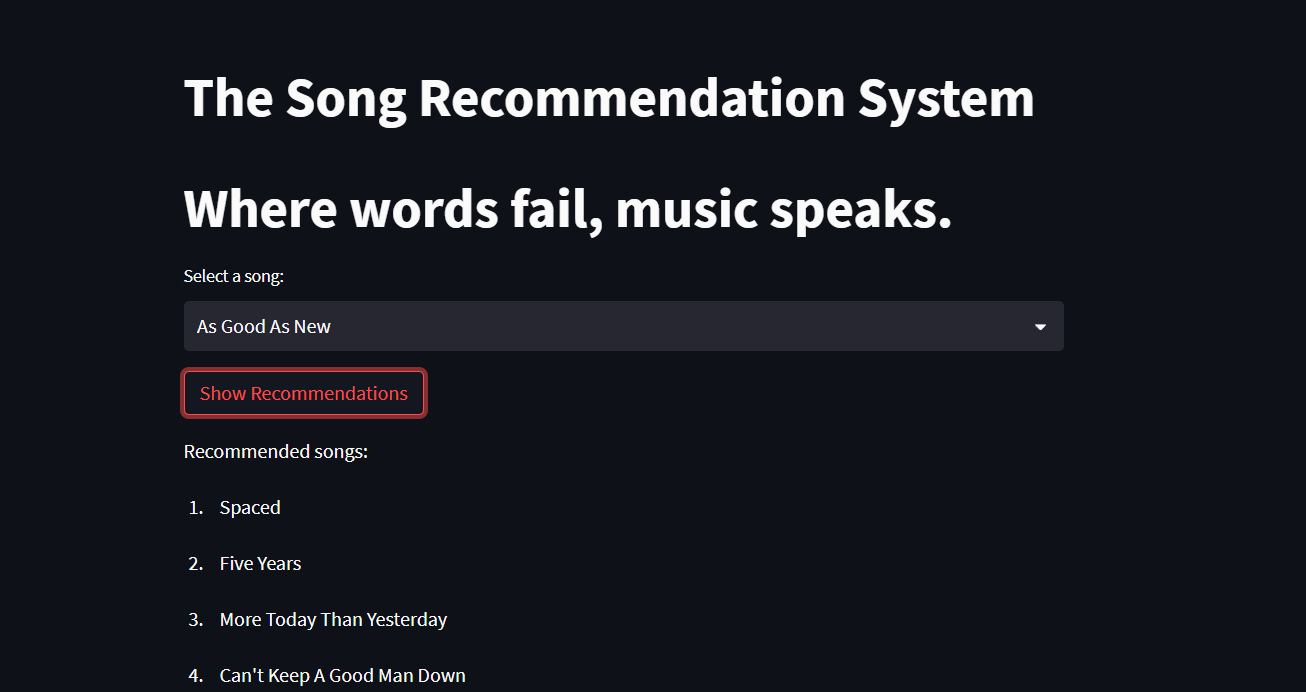 The Song Recommendation System
Where words fail, music speaks.
Select a song:
As Good As New
Show Recommendations
Recommended songs:
1. Spaced
2. Five Years
3. More Today Than Yesterday
4. Can't Keep A Good Man Down